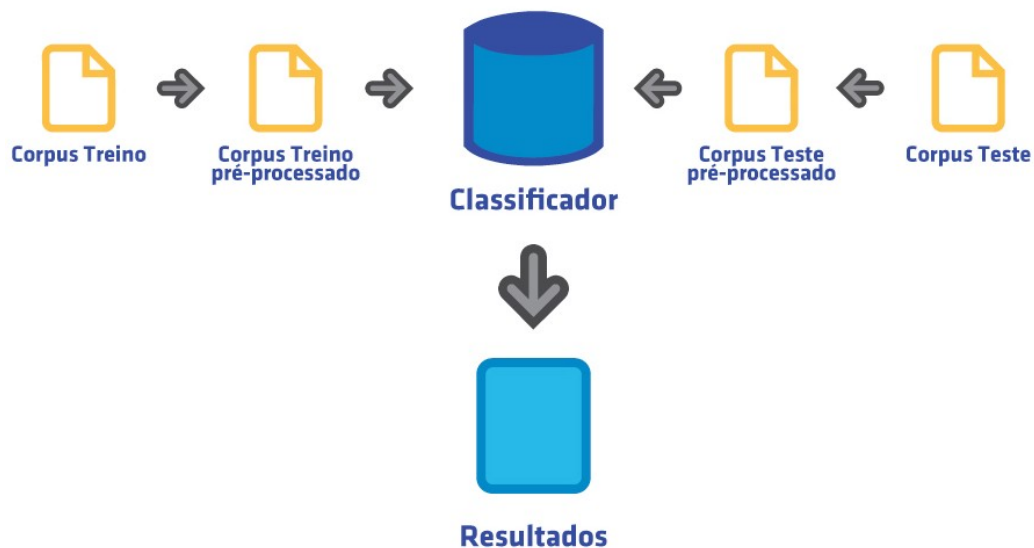 Corpus Treino
Corpus Treino
pré-processado
Classificador
Corpus Teste
pré-processado
Corpus Teste
Resultados